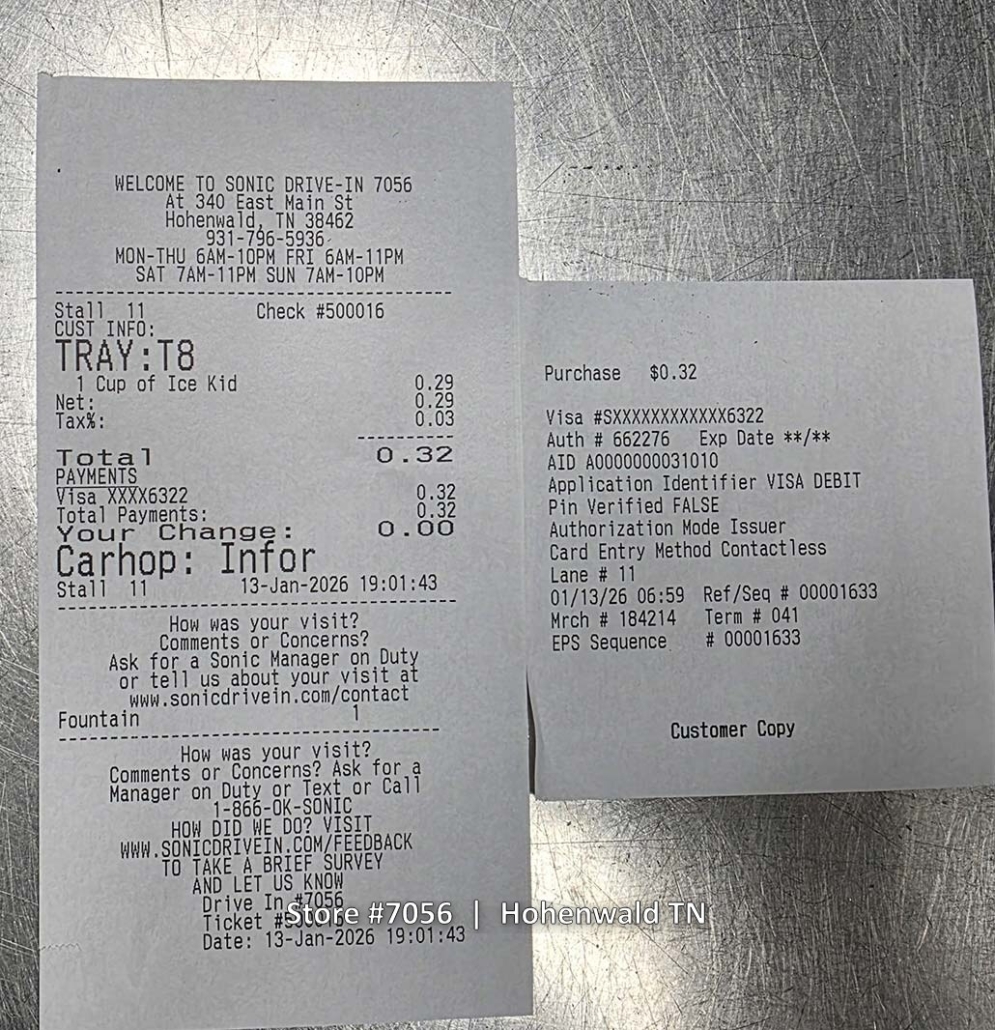 WELCOME TO SONIC DRIVE-IN 7056
At 340 East Main St
Hohenwald, TN 38462
931-796-5936
MON-THU 6AM-10PM FRI 6AM-11PM
SAT 7AM-11PM SUN 7AM-10PM
Stall 11 Check #500016
CUST INFO:
TRAY:T8
1 Cup of Ice Kid 0.29
Net: 0.29
Tax%: 0.03
Total 0.32
PAYMENTS
Visa XXXX6322 0.32
Total Payments: 0.32
Your Change: 0.00
Carhop: Infor
Stall 11 13-Jan-2026 19:01:43
How was your visit?
Comments or Concerns?
Ask for a Sonic Manager on Duty
or tell us about your visit at
www.sonicdrivein.com/contact
Fountain 1
How was your visit?
Comments or Concerns? Ask for a
Manager on Duty or Text or Call
1-866-OK-SONIC
HOW DID WE DO? VISIT
WWW.SONICDRIVEIN.COM/FEEDBACK
TO TAKE A BRIEF SURVEY
AND LET US KNOW
Drive In #7056
Ticket
Date: 13-Jan-2026 19:01:43
Purchase $0.32
Visa #SXXXXXXXXXXXX6322
Auth # 662276 Exp Date **/**
AID A0000000031010
Application Identifier VISA DEBIT
Pin Verified FALSE
Authorization Mode Issuer
Card Entry Method Contactless
Lane # 11
01/13/26 06:59 Ref/Seq # 00001633
Mrch # 184214 Term # 041
EPS Sequence # 00001633
Customer Copy
Store #7056 | Hohenwald TN